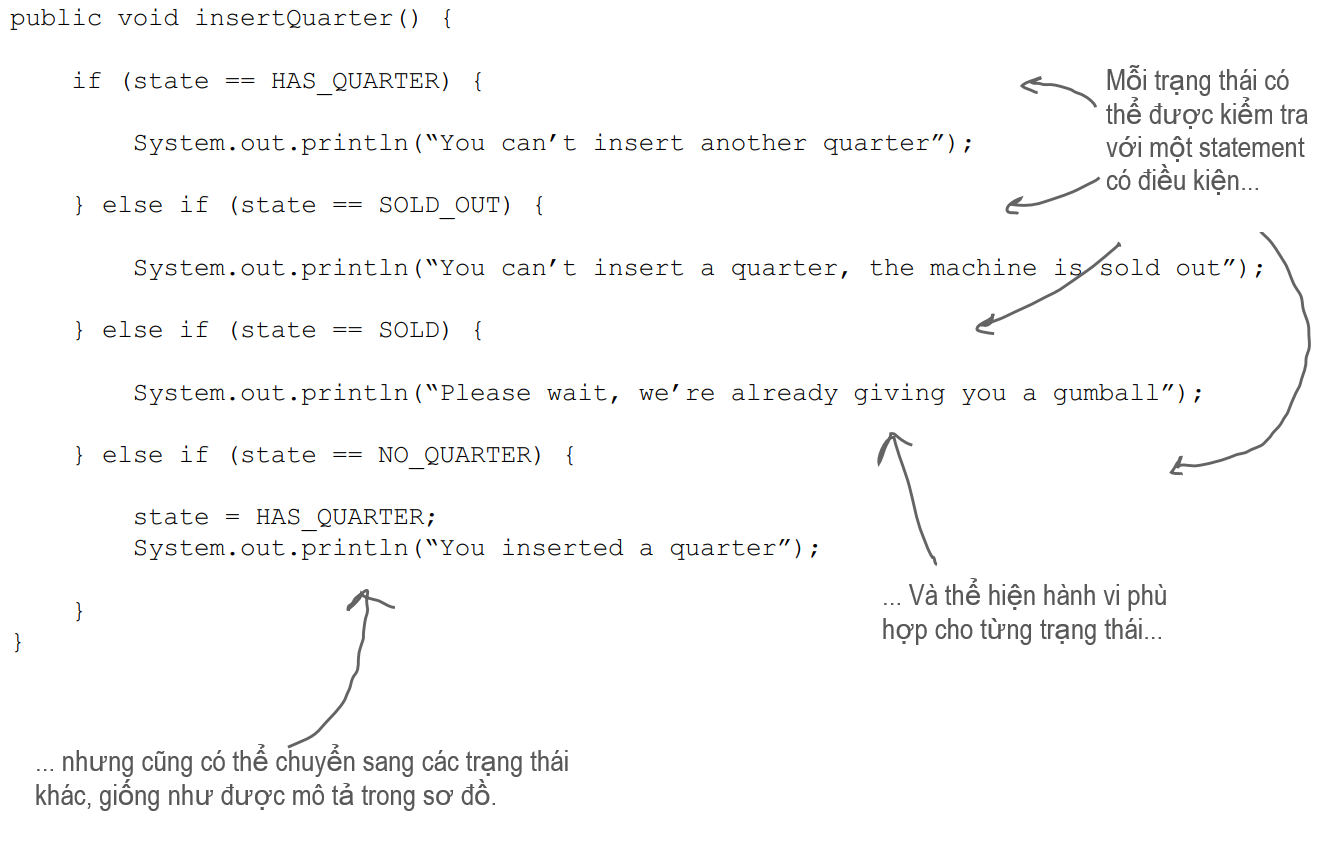 public void insertQuarter() {
if (state == HAS_QUARTER) {
System.out.println(“You can’t insert another quarter”);
} else if (state == SOLD_OUT) {
System.out.println(“You can’t insert a quarter, the machine is sold out”);
} else if (state == SOLD) {
System.out.println(“Please wait, we’re already giving you a gumball”);
} else if (state == NO_QUARTER) {
state = HAS_QUARTER;
System.out.println(“You inserted a quarter”);
}
}
Mỗi trạng thái có
thể được kiểm tra
với một statement
có điều kiện...
... Và thể hiện hành vi phù
hợp cho từng trạng thái...
... nhưng cũng có thể chuyển sang các trạng thái
khác, giống như được mô tả trong sơ đồ.